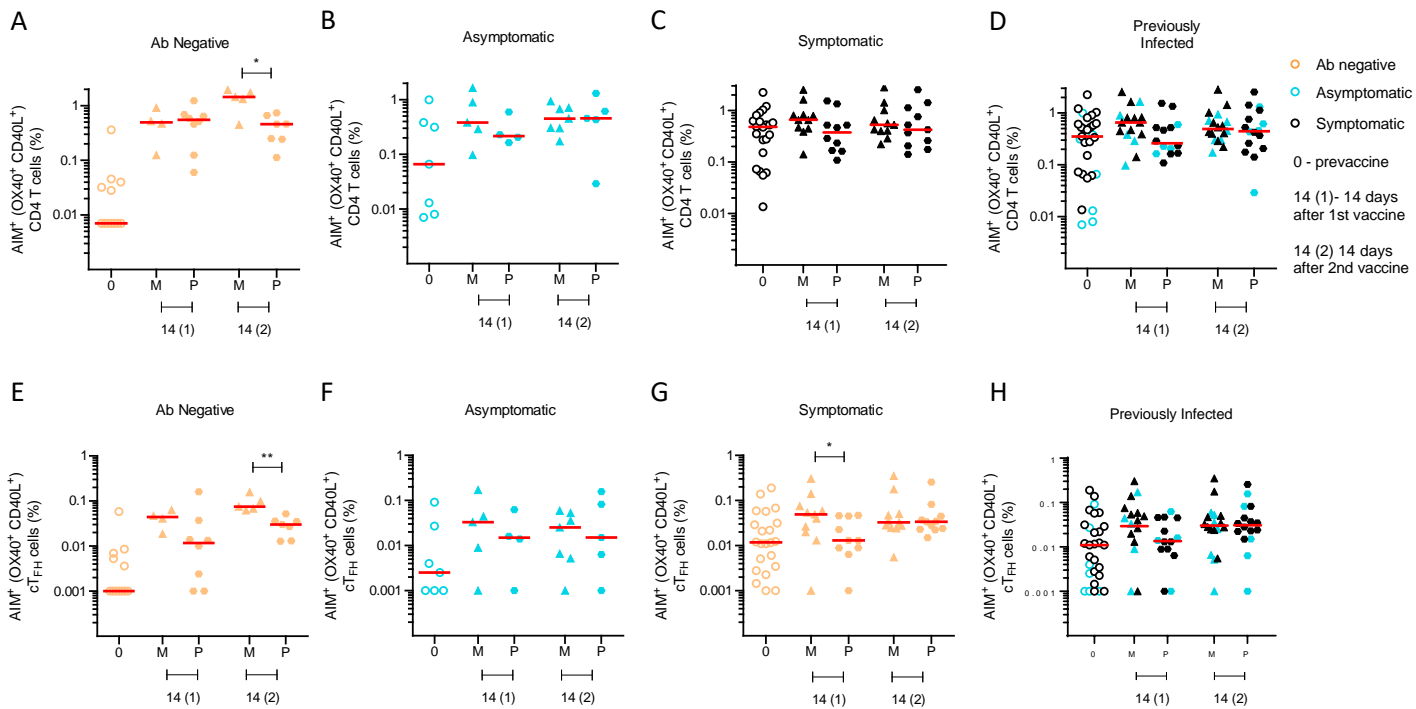 A
Ab Negative
*
AIM⁺ (OX40⁺ CD40L⁺)
CD4 T cells (%)
1
0.1
0.01
0
M
P
M
P
14 (1)
14 (2)
B
Asymptomatic
AIM⁺ (OX40⁺ CD40L⁺)
CD4 T cells (%)
1
0.1
0.01
0
M
P
M
P
14 (1)
14 (2)
C
Symptomatic
AIM⁺ (OX40⁺ CD40L⁺)
CD4 T cells (%)
1
0.1
0.01
0
M
P
M
P
14 (1)
14 (2)
D
Previously
Infected
AIM⁺ (OX40⁺ CD40L⁺)
CD4 T cells (%)
1
0.1
0.01
0
M
P
M
P
14 (1)
14 (2)
Ab negative
Asymptomatic
Symptomatic
0 - prevaccine
14 (1)- 14 days
after 1st vaccine
14 (2) 14 days
after 2nd vaccine
E
Ab Negative
**
AIM⁺ (OX40⁺ CD40L⁺)
cTFH cells (%)
1
0.1
0.01
0.001
0
M
P
M
P
14 (1)
14 (2)
F
Asymptomatic
AIM⁺ (OX40⁺ CD40L⁺)
cTFH cells (%)
1
0.1
0.01
0.001
0
M
P
M
P
14 (1)
14 (2)
G
Symptomatic
*
AIM⁺ (OX40⁺ CD40L⁺)
cTFH cells (%)
1
0.1
0.01
0.001
0
M
P
M
P
14 (1)
14 (2)
H
Previously Infected
AIM⁺ (OX40⁺ CD40L⁺)
cTFH cells (%)
1
0.1
0.01
0.001
0
M
P
M
P
14 (1)
14 (2)